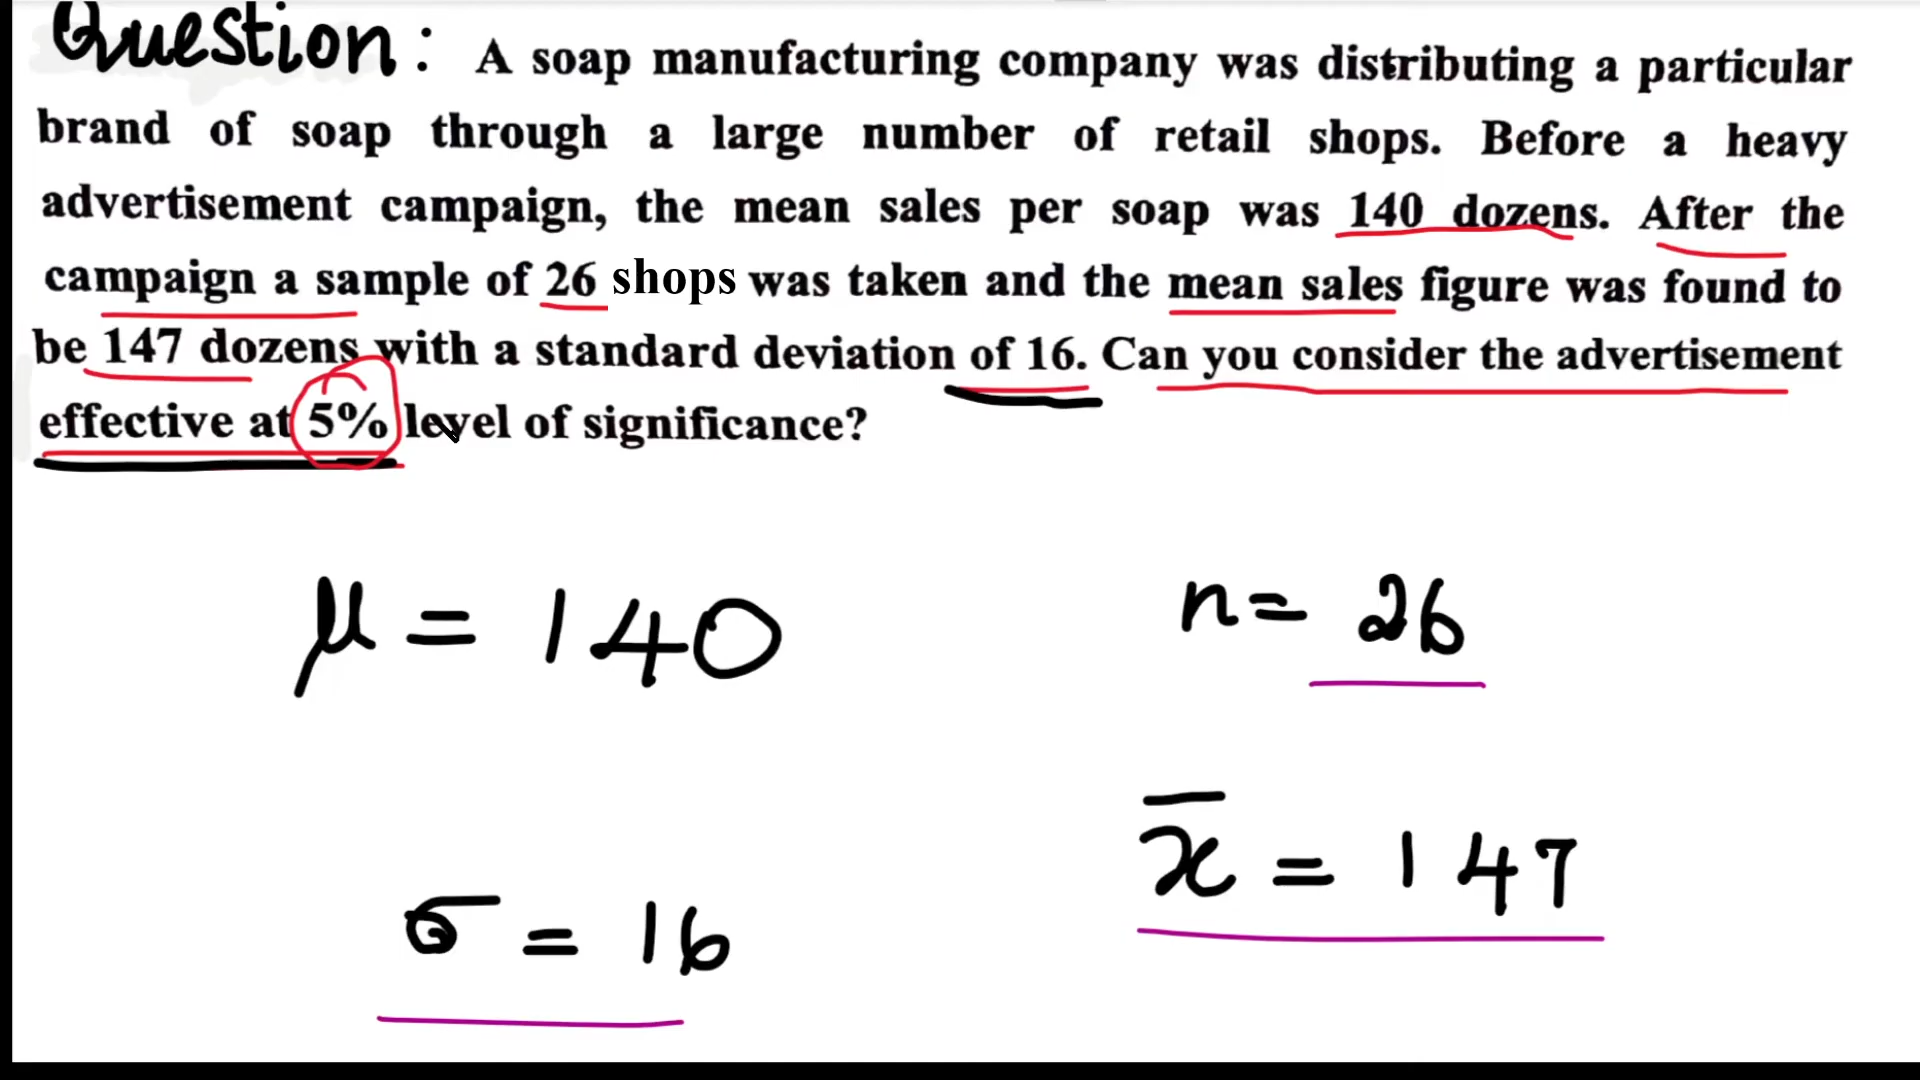 Question: A soap manufacturing company was distributing a particular
brand of soap through a large number of retail shops. Before a heavy
advertisement campaign, the mean sales per soap was 140 dozens. After the
campaign a sample of 26 shops was taken and the mean sales figure was found to
be 147 dozens with a standard deviation of 16. Can you consider the advertisement
effective at 5% level of significance?
μ = 140
n = 26
x̄ = 147
σ = 16